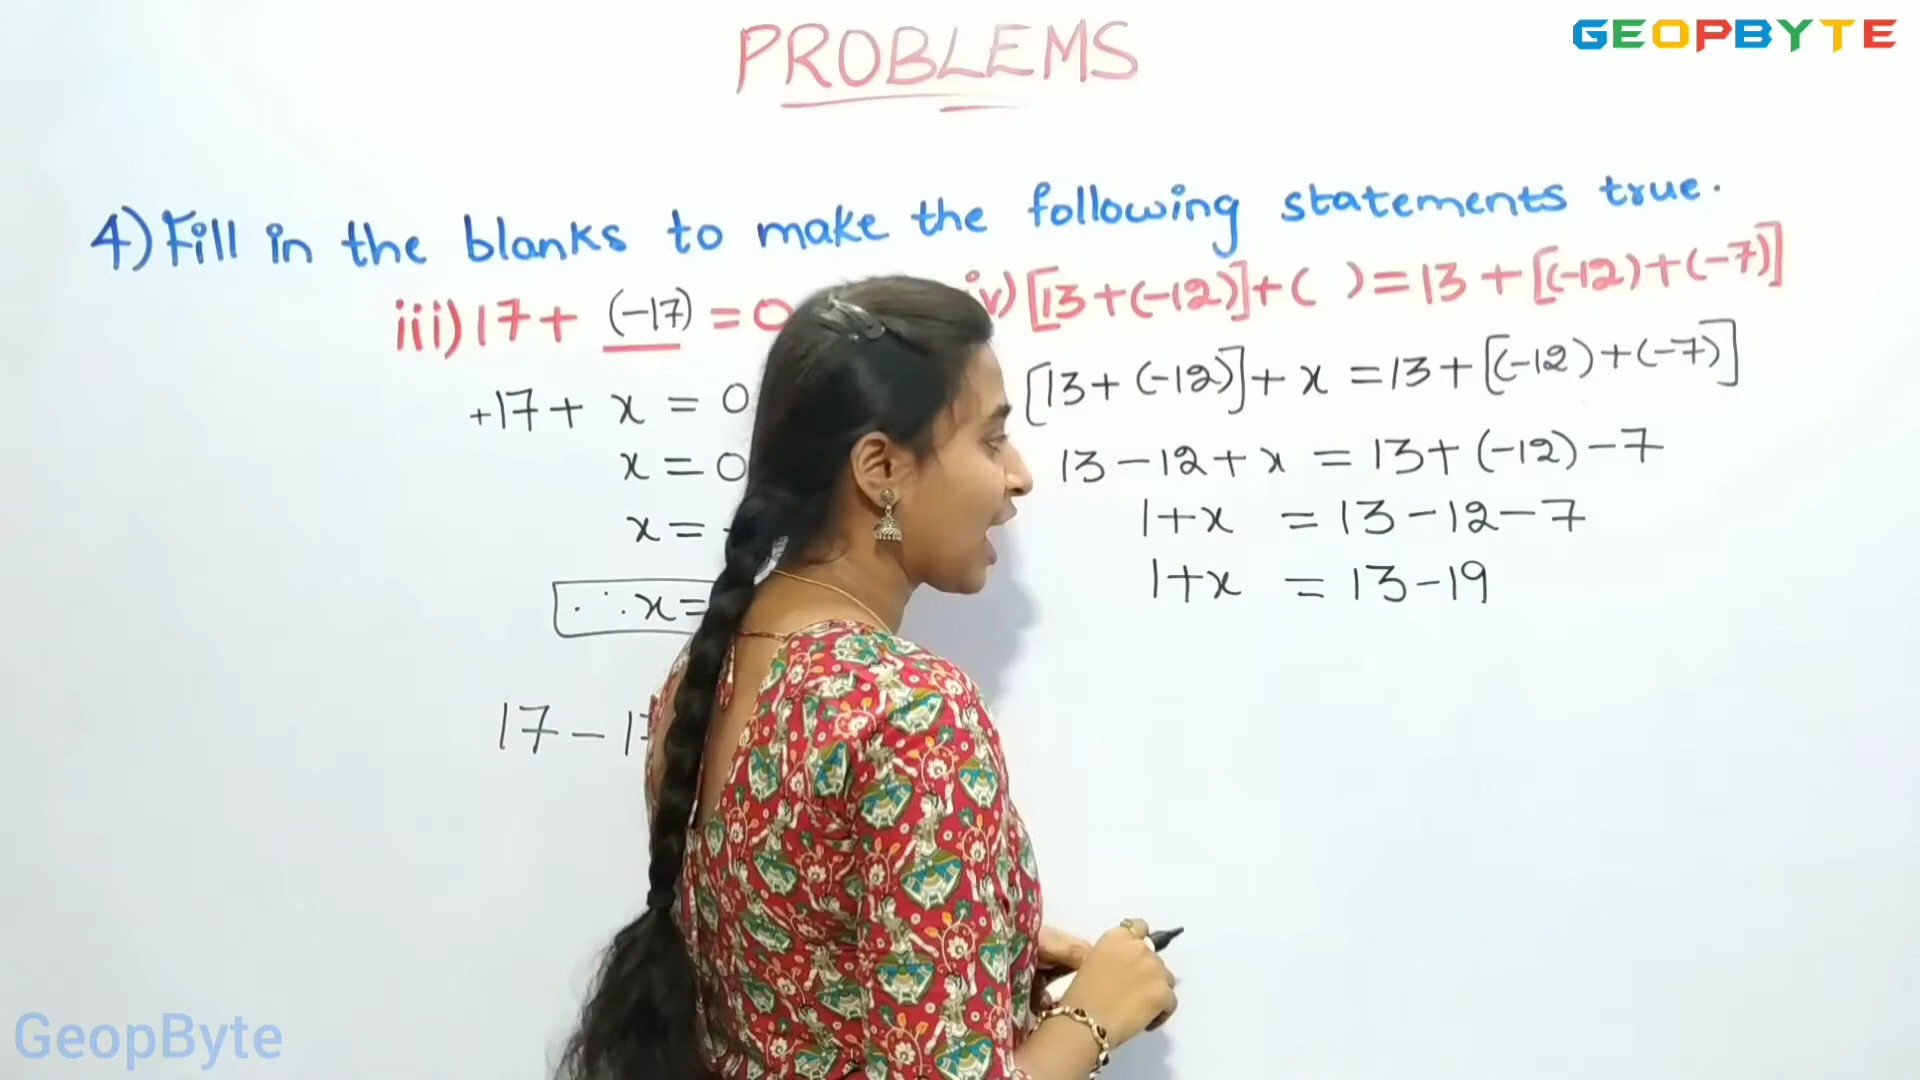 PROBLEMS
GEOPBYTE
4) Fill in the blanks to make the following statements true.
iii) 17 + (-17) = 0
+17 + x = 0
x = 0
x =
∴ x =
17 - 17
iv) [13 + (-12)] + ( ) = 13 + [(-12) + (-7)]
[13 + (-12)] + x = 13 + [(-12) + (-7)]
13 - 12 + x = 13 + (-12) - 7
1 + x = 13 - 12 - 7
1 + x = 13 - 19
GeopByte